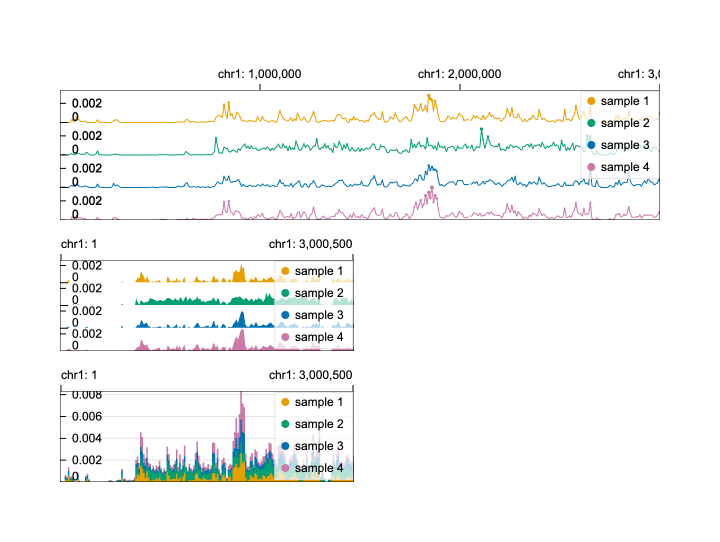 chr1: 1,000,000
chr1: 2,000,000
chr1: 3,0
0.002
0
0.002
0
0.002
0
0.002
0
sample 1
sample 2
sample 3
sample 4
chr1: 1
chr1: 3,000,500
0.002
0
0.002
0
0.002
0
0.002
0
sample 1
sample 2
sample 3
sample 4
chr1: 1
chr1: 3,000,500
0.008
0.006
0.004
0.002
0
sample 1
sample 2
sample 3
sample 4